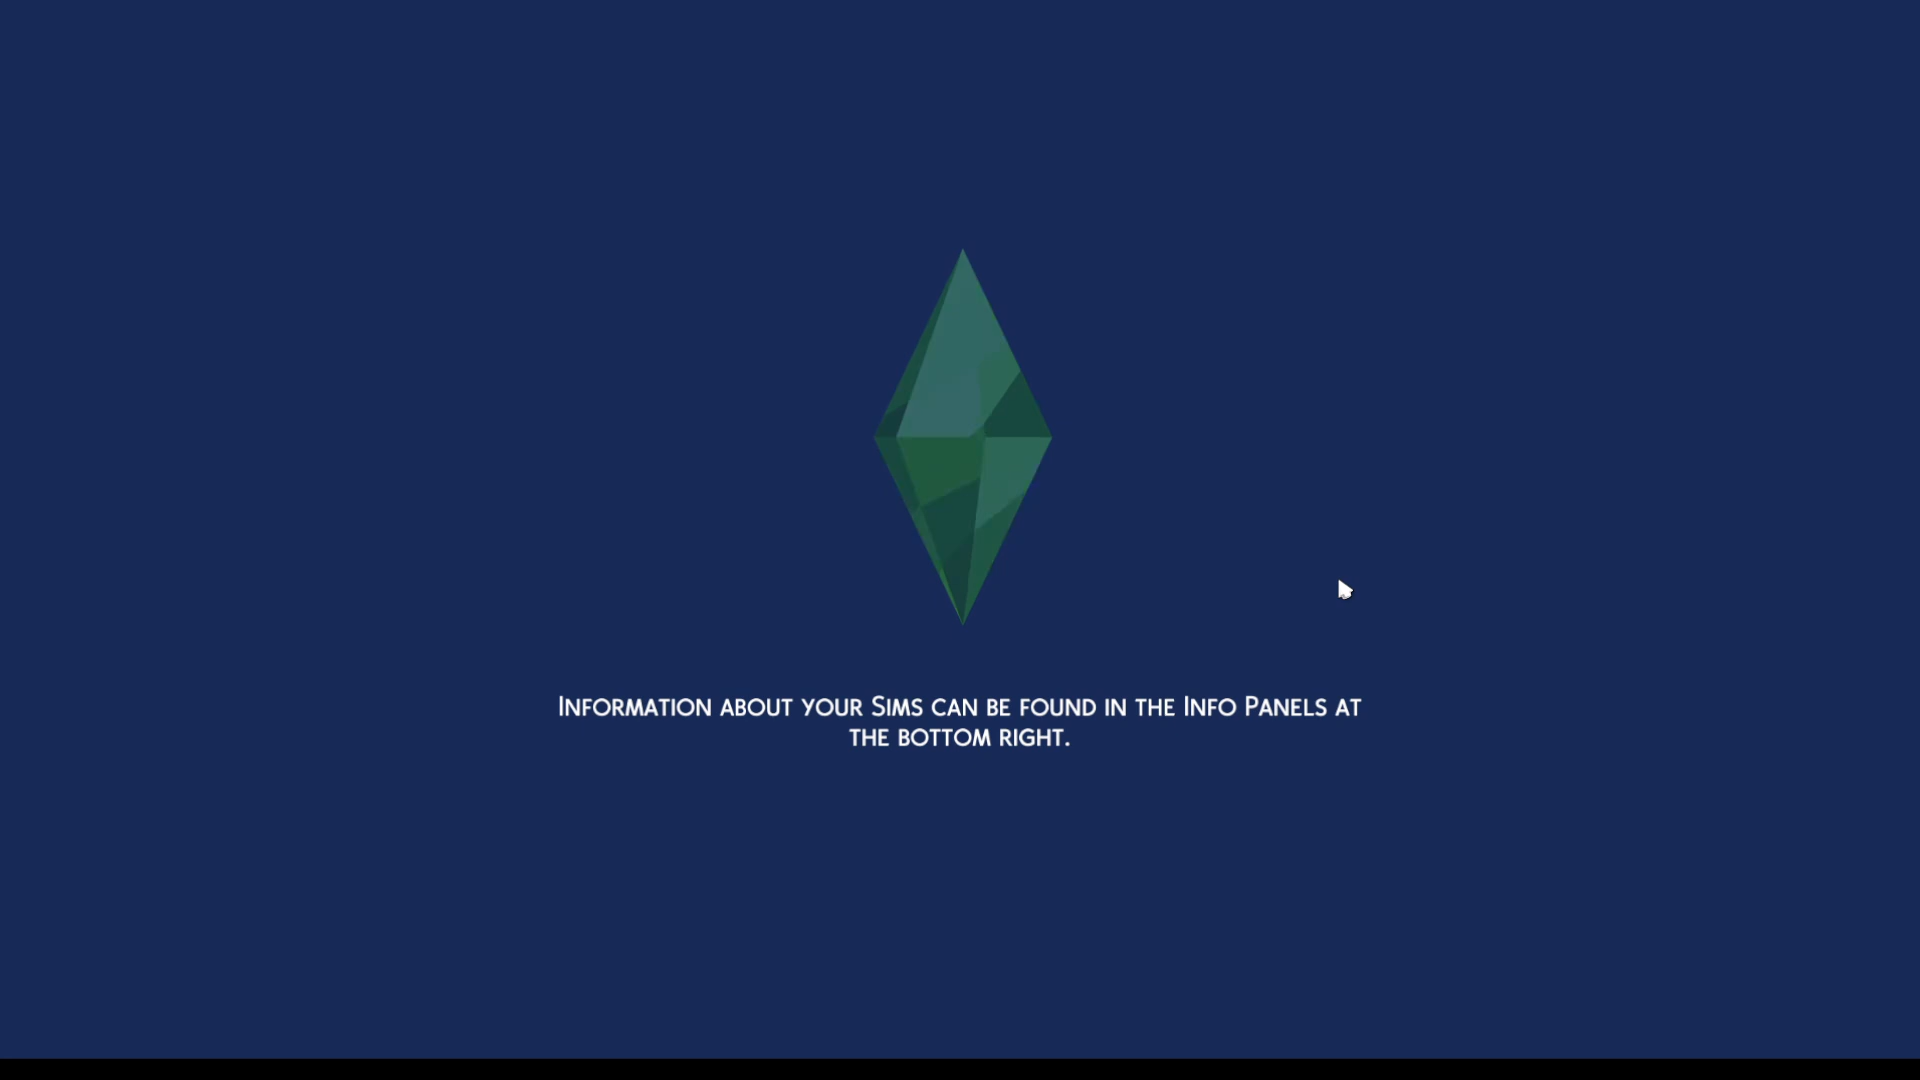 Information about your Sims can be found in the Info Panels at
the bottom right.